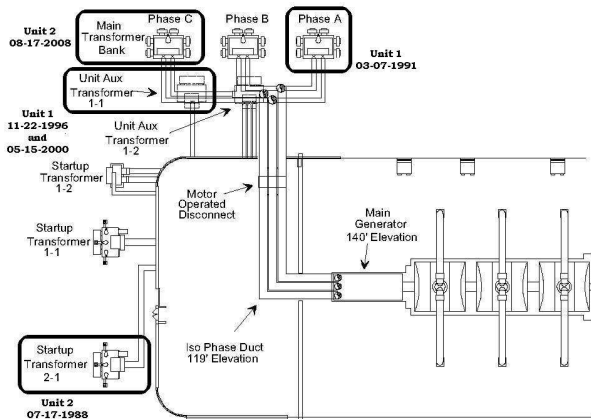 Unit 2
08-17-2008
Main
Transformer
Bank
Phase C
Phase B
Phase A
Unit 1
03-07-1991
Unit Aux
Transformer
1-1
Unit 1
11-22-1996
and
05-15-2000
Unit Aux
Transformer
1-2
Startup
Transformer
1-2
Motor
Operated
Disconnect
Startup
Transformer
1-1
Main
Generator
140' Elevation
Iso Phase Duct
119' Elevation
Startup
Transformer
2-1
Unit 2
07-17-1988